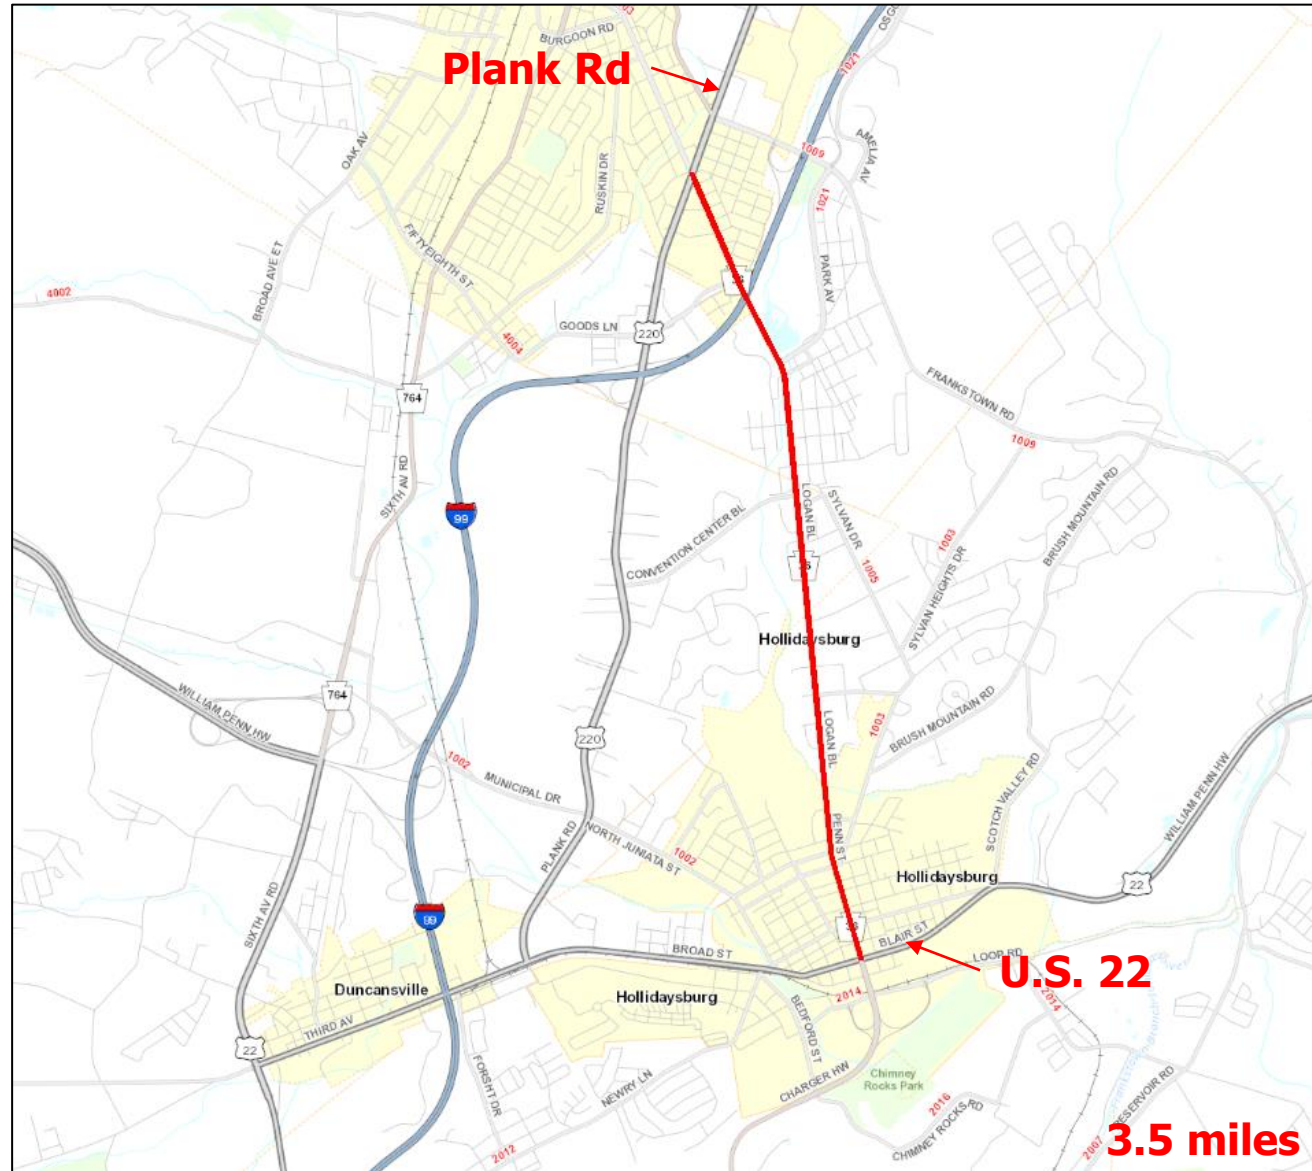 BURGOON RD
OSG
Plank Rd
1021
OAK AV
1009
AMELIA AV
RUSKIN DR
1021
FIFTYEIGHTH ST
BROAD AVE ET
PARK AV
4002
GOODS LN
220
4004
764
FRANKSTOWN RD
1009
SIXTH AV RD
99
LOGAN BL
SYLVAN DR
BRUSH MOUNTAIN RD
CONVENTION CENTER BL
1003
1005
SYLVAN HEIGHTS DR
Hollidaysburg
764
WILLIAM PENN HW
220
LOGAN BL
1003
BRUSH MOUNTAIN RD
1002
MUNICIPAL DR
SCOTCH VALLEY RD
WILLIAM PENN HW
PLANK RD
NORTH JUNIATA ST
1002
PENN ST
Hollidaysburg
22
SIXTH AV RD
99
BROAD ST
BLAIR ST
LOOP RD
U.S. 22
Duncansville
Hollidaysburg
2014
2014
THIRD AV
BEDFORD ST
22
FORSHT DR
NEWRY LN
CHARGER HW
Chimney
Rocks Park
2016
RESERVOIR RD
CHIMNEY ROCKS RD
2012
2007
3.5 miles